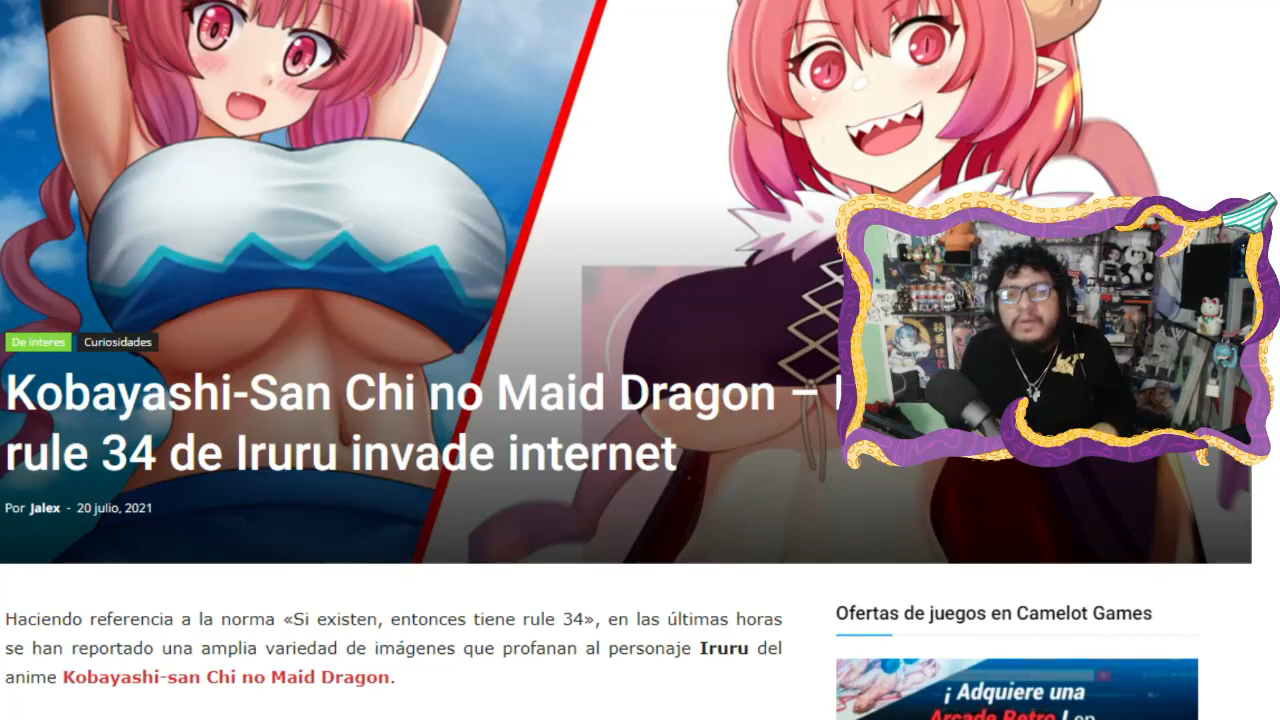 De interes
Curiosidades
Kobayashi-San Chi no Maid Dragon –
rule 34 de Iruru invade internet
Por Jalex - 20 julio, 2021
Haciendo referencia a la norma «Si existen, entonces tiene rule 34», en las últimas horas
se han reportado una amplia variedad de imágenes que profanan al personaje Iruru del
anime Kobayashi-san Chi no Maid Dragon.
Ofertas de juegos en Camelot Games
¡ Adquiere una
Arcade Retro